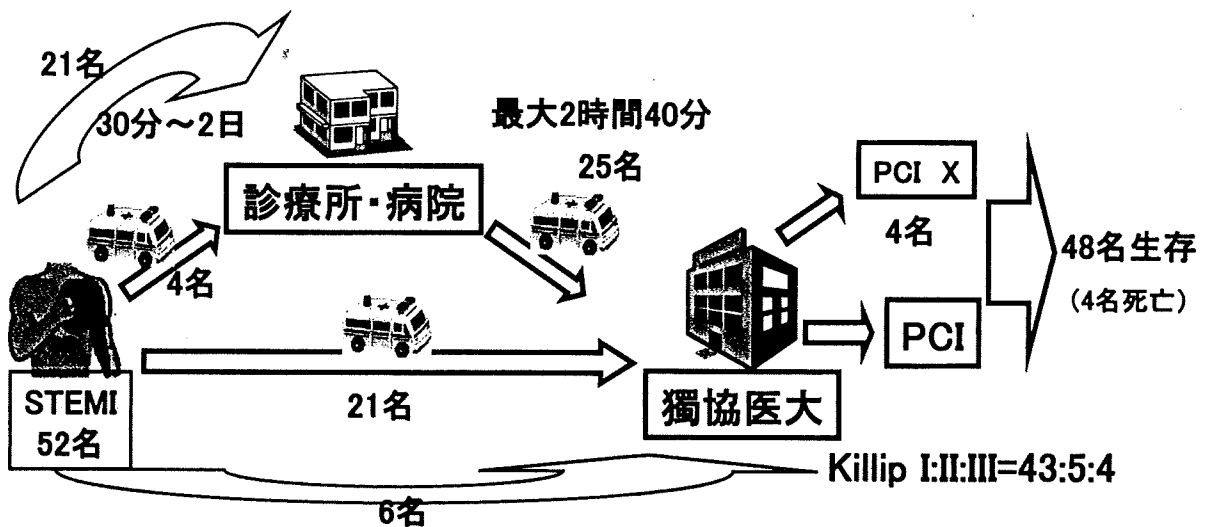 21名
30分~2日
診療所・病院
最大2時間40分
25名
4名
STEMI
52名
21名
獨協医大
PCI X
4名
PCI
48名生存
(4名死亡)
Killip I:II:III=43:5:4
6名